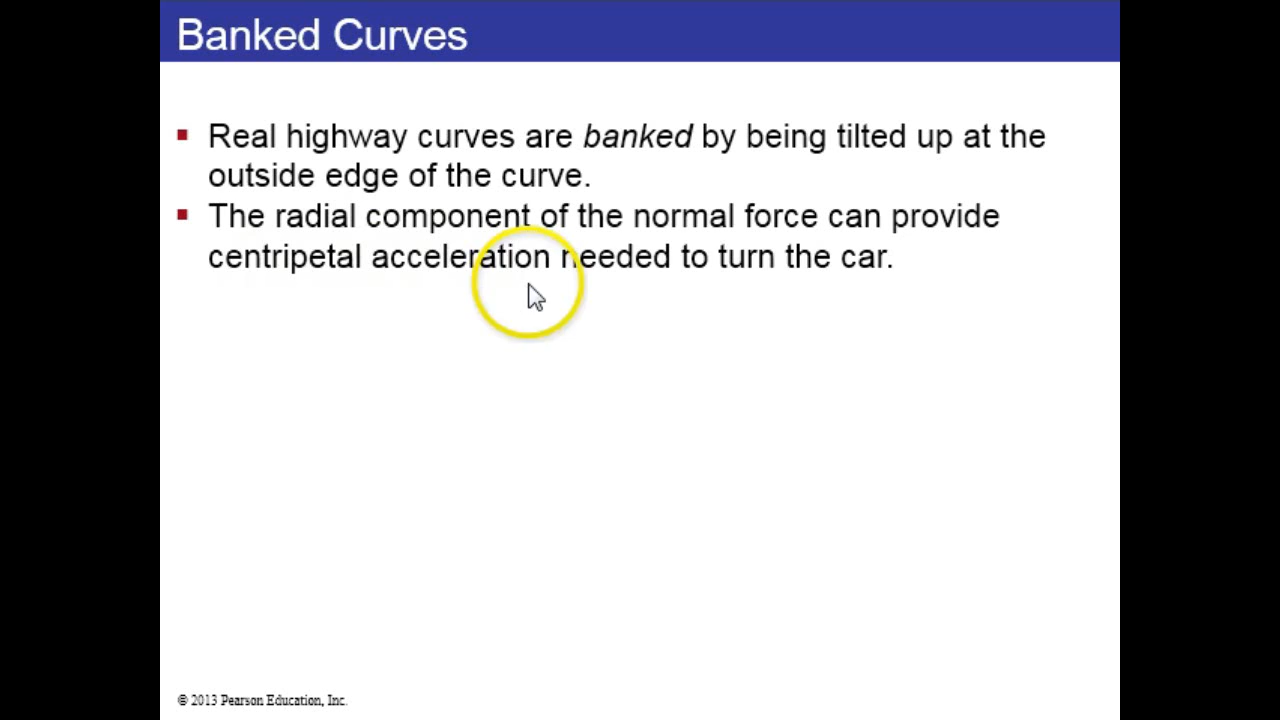 Banked Curves
Real highway curves are banked by being tilted up at the
outside edge of the curve.
The radial component of the normal force can provide
centripetal acceleration needed to turn the car.
© 2013 Pearson Education, Inc.